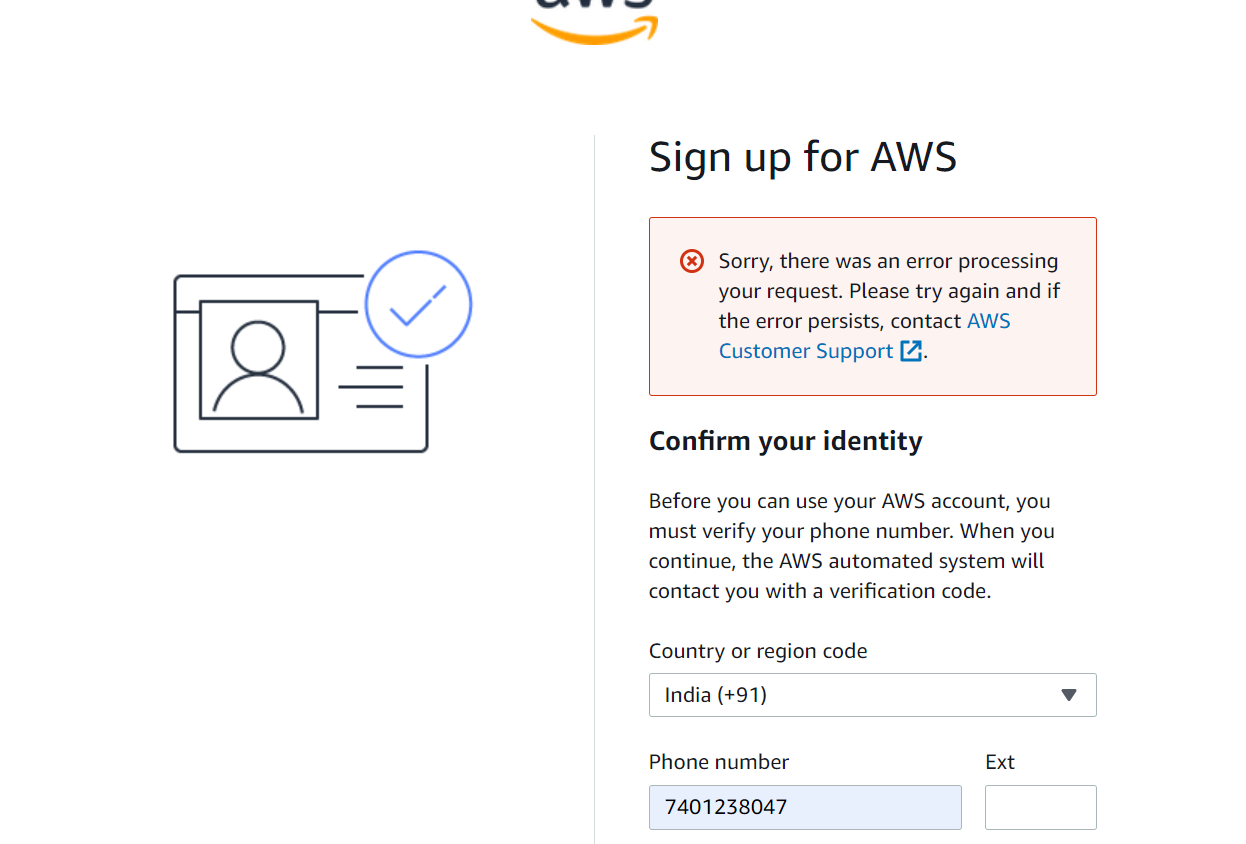 aws
Sign up for AWS
Sorry, there was an error processing
your request. Please try again and if
the error persists, contact AWS
Customer Support.
Confirm your identity
Before you can use your AWS account, you
must verify your phone number. When you
continue, the AWS automated system will
contact you with a verification code.
Country or region code
India (+91)
Phone number
Ext
7401238047